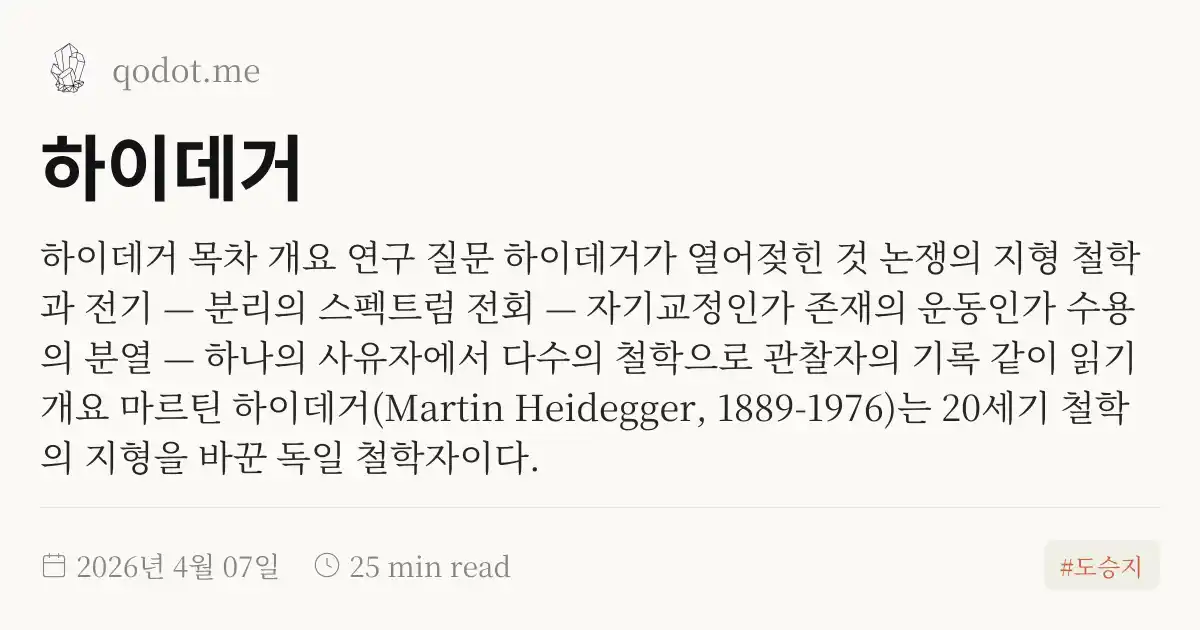 qodot.me
하이데거
하이데거 목차 개요 연구 질문 하이데거가 열어젖힌 것 논쟁의 지형 철학
과 전기 — 분리의 스펙트럼 전회 — 자기교정인가 존재의 운동인가 수용
의 분열 — 하나의 사유자에서 다수의 철학으로 관찰자의 기록 같이 읽기
개요 마르틴 하이데거(Martin Heidegger, 1889-1976)는 20세기 철학
의 지형을 바꾼 독일 철학자이다.
2026년 4월 07일 25 min read
#도승지